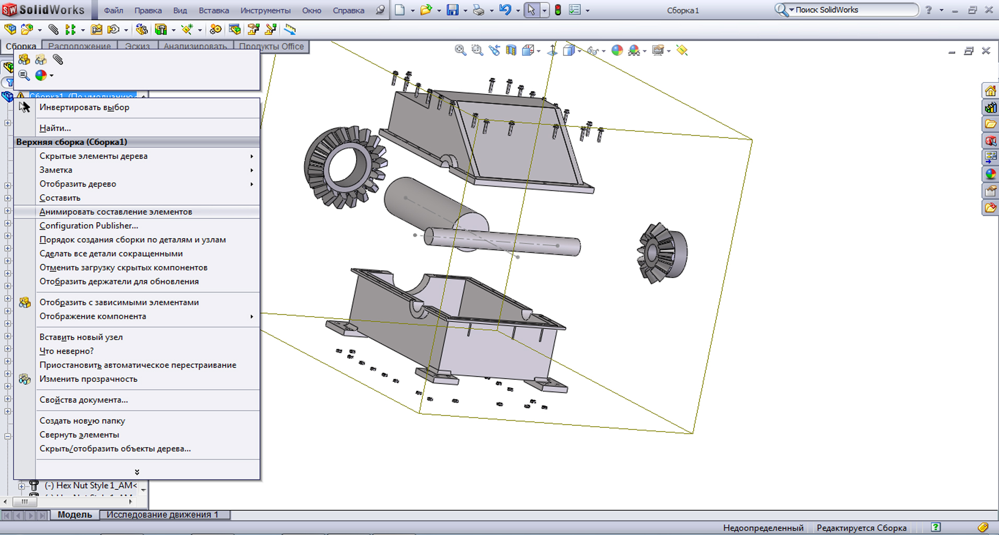 SolidWorks
Файл Правка Вид Вставка Инструменты Окно Справка
Сборка1
Поиск SolidWorks
Сборка Расположение Эскиз Анализировать Продукты Office
Сборка1 (По умолчанию<
Инвертировать выбор
Найти...
Верхняя сборка (Сборка1)
Скрытые элементы дерева
Заметка
Отобразить дерево
Составить
Анимировать составление элементов
Configuration Publisher...
Порядок создания сборки по деталям и узлам
Сделать все детали сокращенными
Отменить загрузку скрытых компонентов
Отобразить держатели для обновления
Отобразить с зависимыми элементами
Отображение компонента
Вставить новый узел
Что неверно?
Приостановить автоматическое перестраивание
Изменить прозрачность
Свойства документа...
Создать новую папку
Свернуть элементы
Скрыть/отобразить объекты дерева...
(-) Hex Nut Style 1_AM<
Модель Исследование движения 1
Недоопределенный Редактируется Сборка